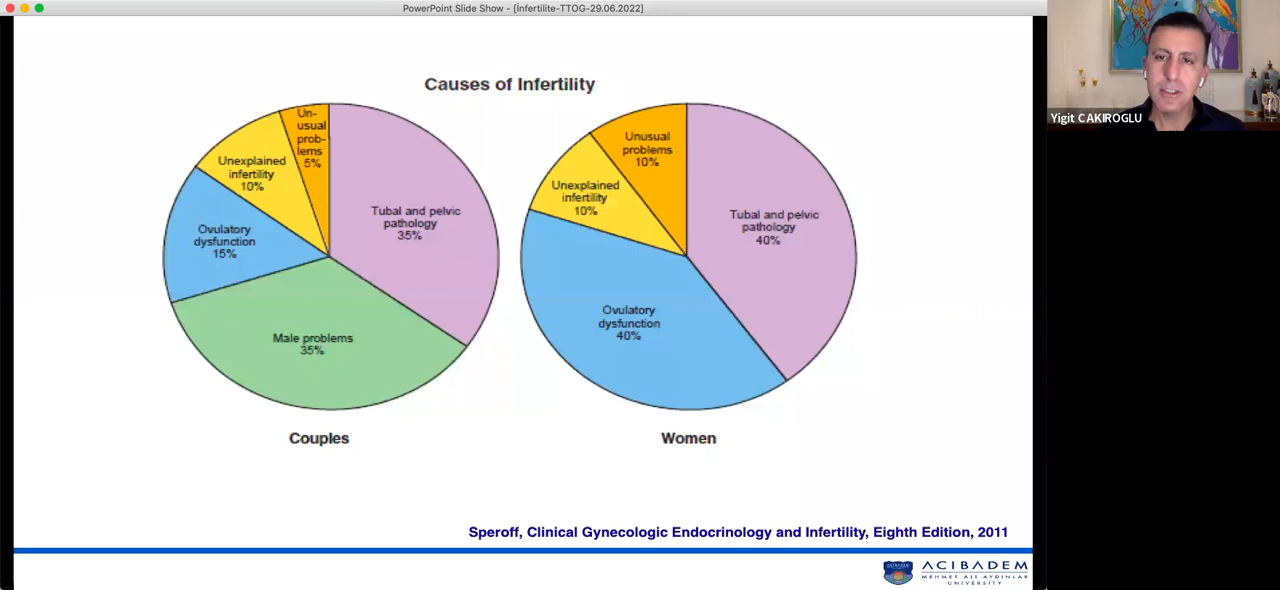 PowerPoint Slide Show - [İnfertilite-TTOG-29.06.2022]
Yigit CAKIROGLU
Causes of Infertility
Un-
usual
prob-
lems
5%
Unexplained
infertility
10%
Ovulatory
dysfunction
15%
Tubal and pelvic
pathology
35%
Male problems
35%
Couples
Unusual
problems
10%
Unexplained
infertility
10%
Tubal and pelvic
pathology
40%
Ovulatory
dysfunction
40%
Women
Speroff, Clinical Gynecologic Endocrinology and Infertility, Eighth Edition, 2011
ACIBADEM
MEHMET ALİ AYDINLAR
UNIVERSITY